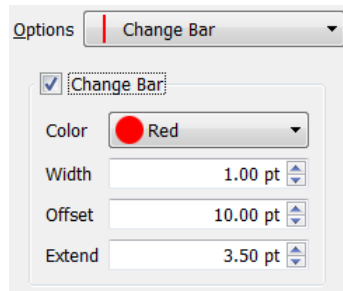 Options Change Bar
Change Bar
Color Red
Width 1.00 pt
Offset 10.00 pt
Extend 3.50 pt